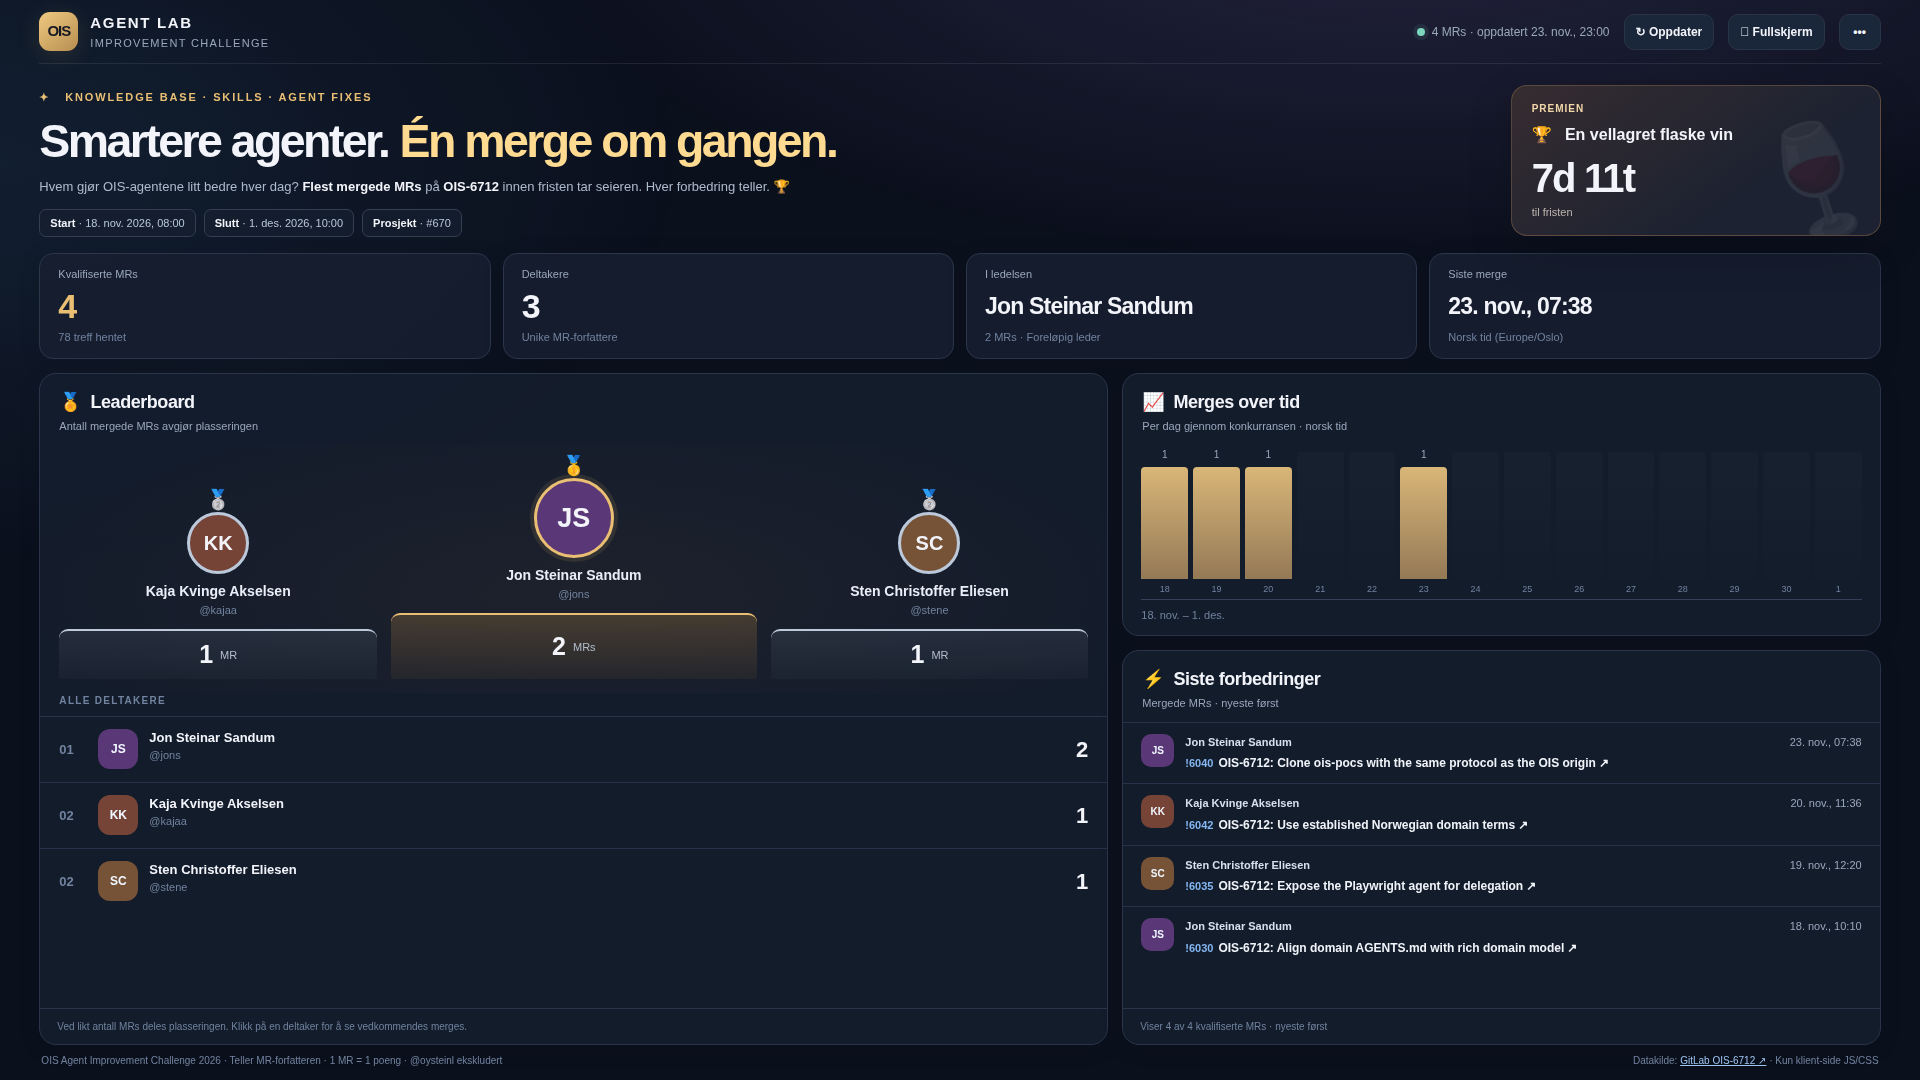 OIS
AGENT LAB
IMPROVEMENT CHALLENGE
4 MRs · oppdatert 23. nov., 23:00
↻ Oppdater
Fullskjerm
•••
✦ KNOWLEDGE BASE · SKILLS · AGENT FIXES
Smartere agenter. Én merge om gangen.
Hvem gjør OIS-agentene litt bedre hver dag? Flest mergede MRs på OIS-6712 innen fristen tar seieren. Hver forbedring teller. 🏆
Start · 18. nov. 2026, 08:00
Slutt · 1. des. 2026, 10:00
Prosjekt · #670
PREMIEN
🏆 En vellagret flaske vin
7d 11t
til fristen
Kvalifiserte MRs
4
78 treff hentet
Deltakere
3
Unike MR-forfattere
I ledelsen
Jon Steinar Sandum
2 MRs · Foreløpig leder
Siste merge
23. nov., 07:38
Norsk tid (Europe/Oslo)
🏅 Leaderboard
Antall mergede MRs avgjør plasseringen
KK
Kaja Kvinge Akselsen
@kajaa
1 MR
JS
Jon Steinar Sandum
@jons
2 MRs
SC
Sten Christoffer Eliesen
@stene
1 MR
ALLE DELTAKERE
01 JS Jon Steinar Sandum 2
@jons
02 KK Kaja Kvinge Akselsen 1
@kajaa
02 SC Sten Christoffer Eliesen 1
@stene
Ved likt antall MRs deles plasseringen. Klikk på en deltaker for å se vedkommendes merges.
📈 Merges over tid
Per dag gjennom konkurransen · norsk tid
1 1 1 1
18 19 20 21 22 23 24 25 26 27 28 29 30 1
18. nov. – 1. des.
⚡ Siste forbedringer
Mergede MRs · nyeste først
JS Jon Steinar Sandum 23. nov., 07:38
!6040 OIS-6712: Clone ois-pocs with the same protocol as the OIS origin ↗
KK Kaja Kvinge Akselsen 20. nov., 11:36
!6042 OIS-6712: Use established Norwegian domain terms ↗
SC Sten Christoffer Eliesen 19. nov., 12:20
!6035 OIS-6712: Expose the Playwright agent for delegation ↗
JS Jon Steinar Sandum 18. nov., 10:10
!6030 OIS-6712: Align domain AGENTS.md with rich domain model ↗
Viser 4 av 4 kvalifiserte MRs · nyeste først
OIS Agent Improvement Challenge 2026 · Teller MR-forfatteren · 1 MR = 1 poeng · @oysteinl ekskludert
Datakilde: GitLab OIS-6712 ↗ · Kun klient-side JS/CSS